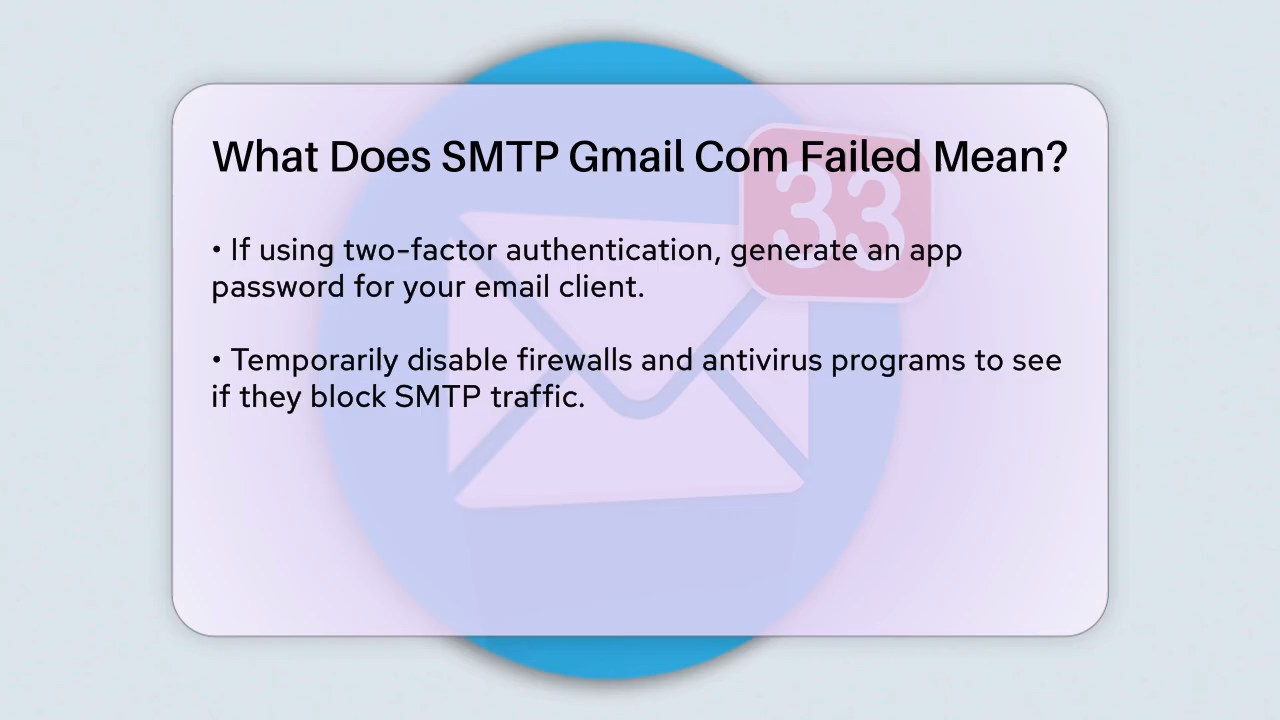 What Does SMTP Gmail Com Failed Mean?
33
• If using two-factor authentication, generate an app
password for your email client.
• Temporarily disable firewalls and antivirus programs to see
if they block SMTP traffic.